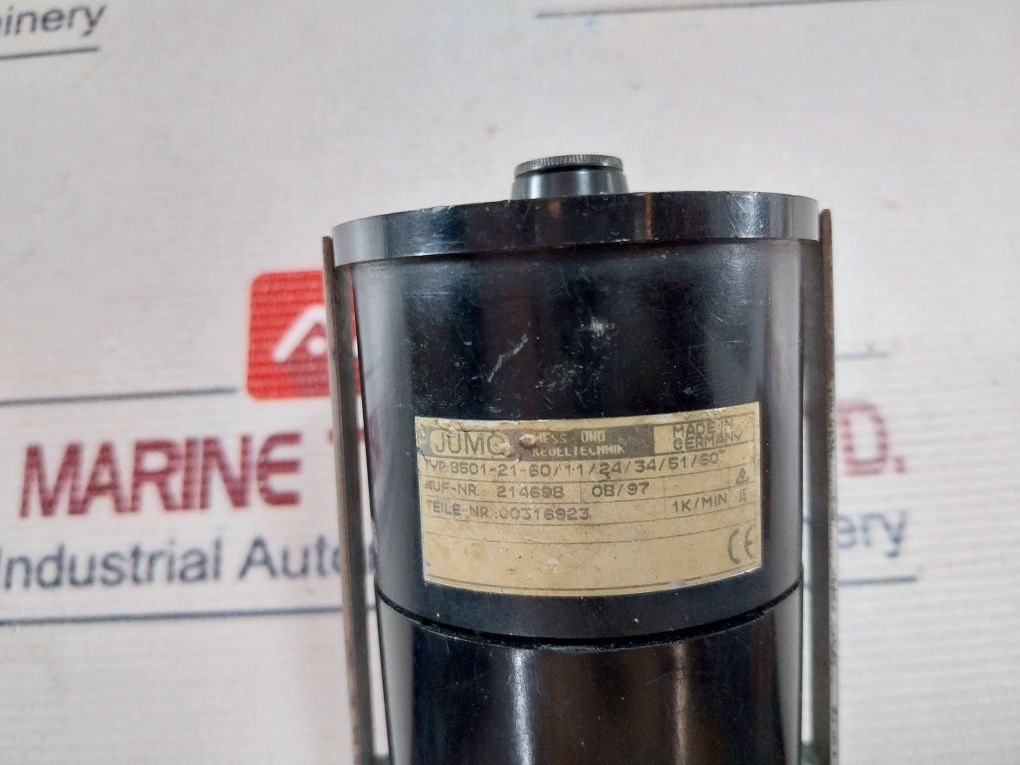 inery
JUMO MESS- UND REGELTECHNIK MADE IN GERMANY
TYP:8501-21-60/11/24/34/51/60
AUF-NR. 214698 08/97
TEILE-NR.:00316923 1K/MIN II
CE
MARINE T D.
Industrial Auto ery